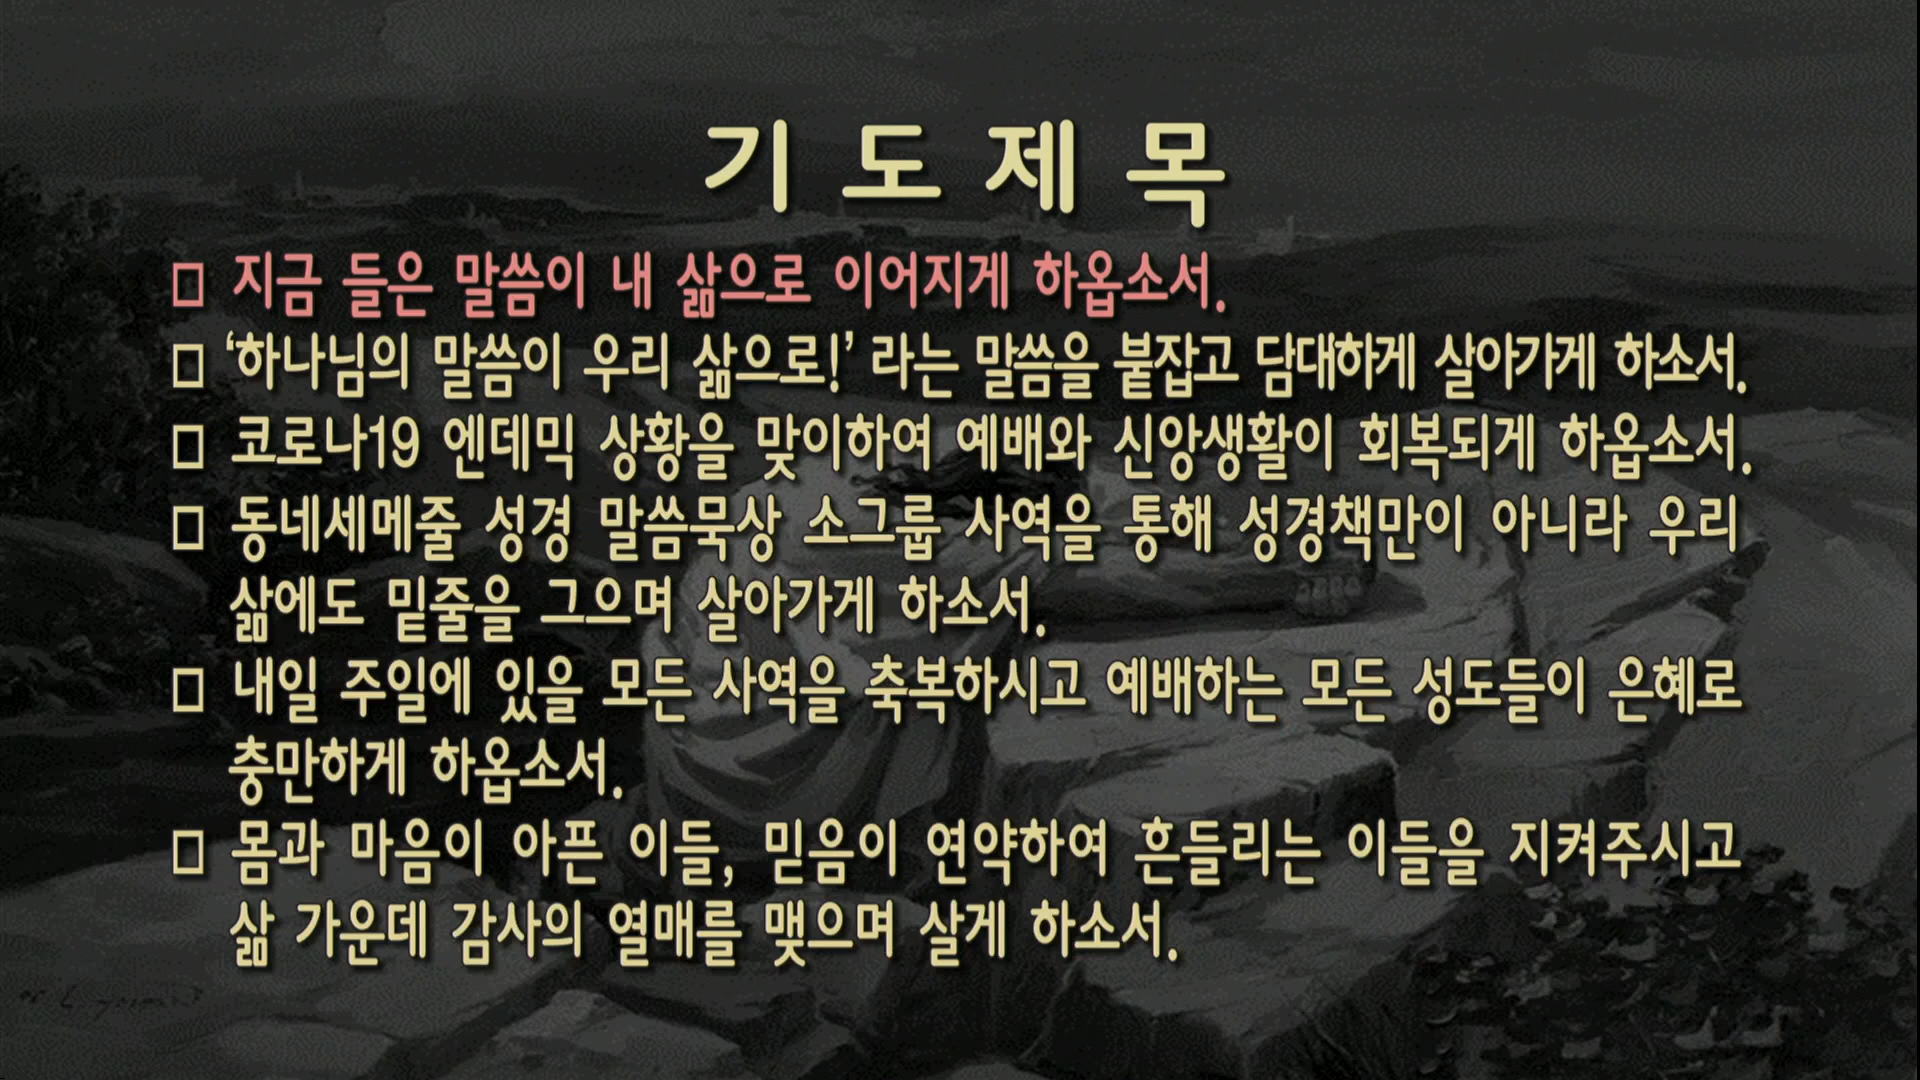 기 도 제 목
□ 지금 들은 말씀이 내 삶으로 이어지게 하옵소서.
□ ‘하나님의 말씀이 우리 삶으로!’ 라는 말씀을 붙잡고 담대하게 살아가게 하소서.
□ 코로나19 엔데믹 상황을 맞이하여 예배와 신앙생활이 회복되게 하옵소서.
□ 동네세메줄 성경 말씀묵상 소그룹 사역을 통해 성경책만이 아니라 우리
삶에도 밑줄을 그으며 살아가게 하소서.
□ 내일 주일에 있을 모든 사역을 축복하시고 예배하는 모든 성도들이 은혜로
충만하게 하옵소서.
□ 몸과 마음이 아픈 이들, 믿음이 연약하여 흔들리는 이들을 지켜주시고
삶 가운데 감사의 열매를 맺으며 살게 하소서.